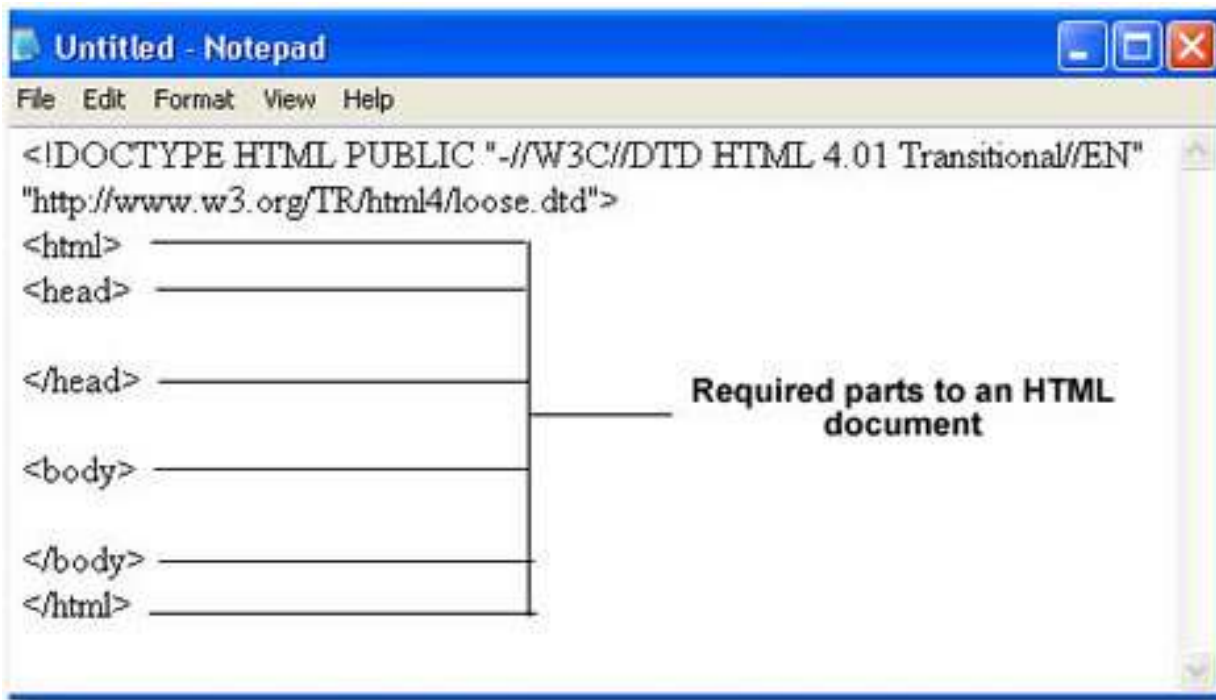 Untitled - Notepad
File Edit Format View Help
<!DOCTYPE HTML PUBLIC "-//W3C//DTD HTML 4.01 Transitional//EN"
"http://www.w3.org/TR/html4/loose.dtd">
<html>
<head>
</head>
Required parts to an HTML
document
<body>
</body>
</html>